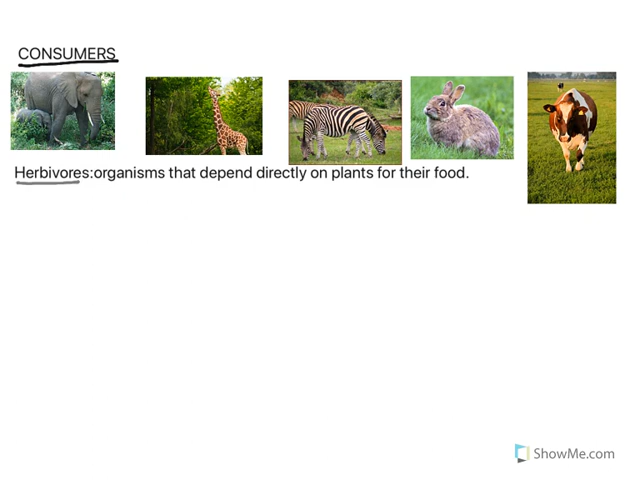 CONSUMERS
Herbivores:organisms that depend directly on plants for their food.
ShowMe.com